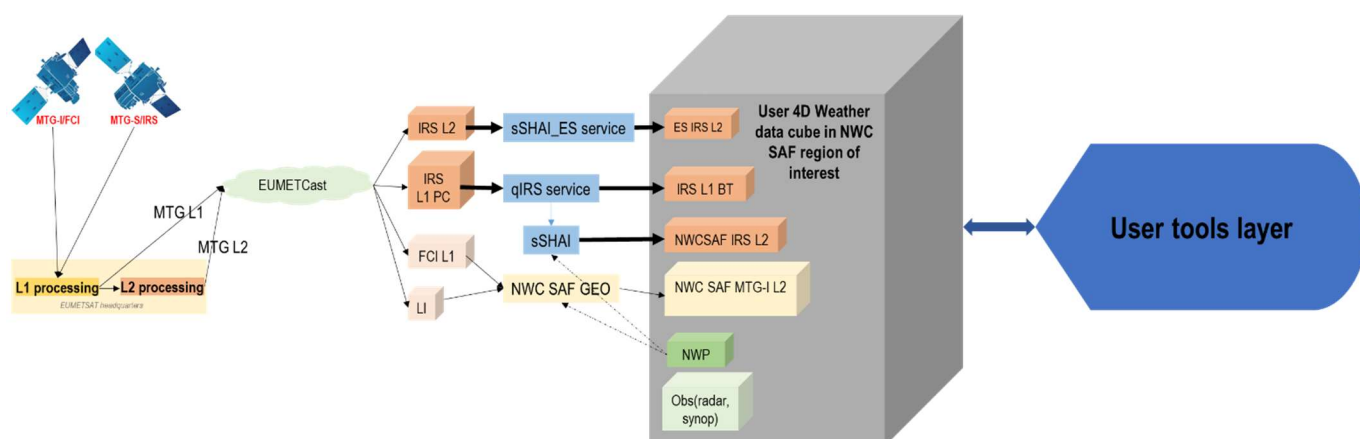 MTG-I/FCI
MTG-S/IRS
MTG L1
MTG L2
L1 processing
L2 processing
EUMETSAT headquarters
EUMETCast
IRS L2
IRS
L1 PC
FCI L1
LI
sSHAI_ES service
qIRS service
sSHAI
NWC SAF GEO
User 4D Weather
data cube in NWC
SAF region of
interest
ES IRS L2
IRS L1 BT
NWCSAF IRS L2
NWC SAF MTG-I L2
NWP
Obs(radar,
synop)
User tools layer